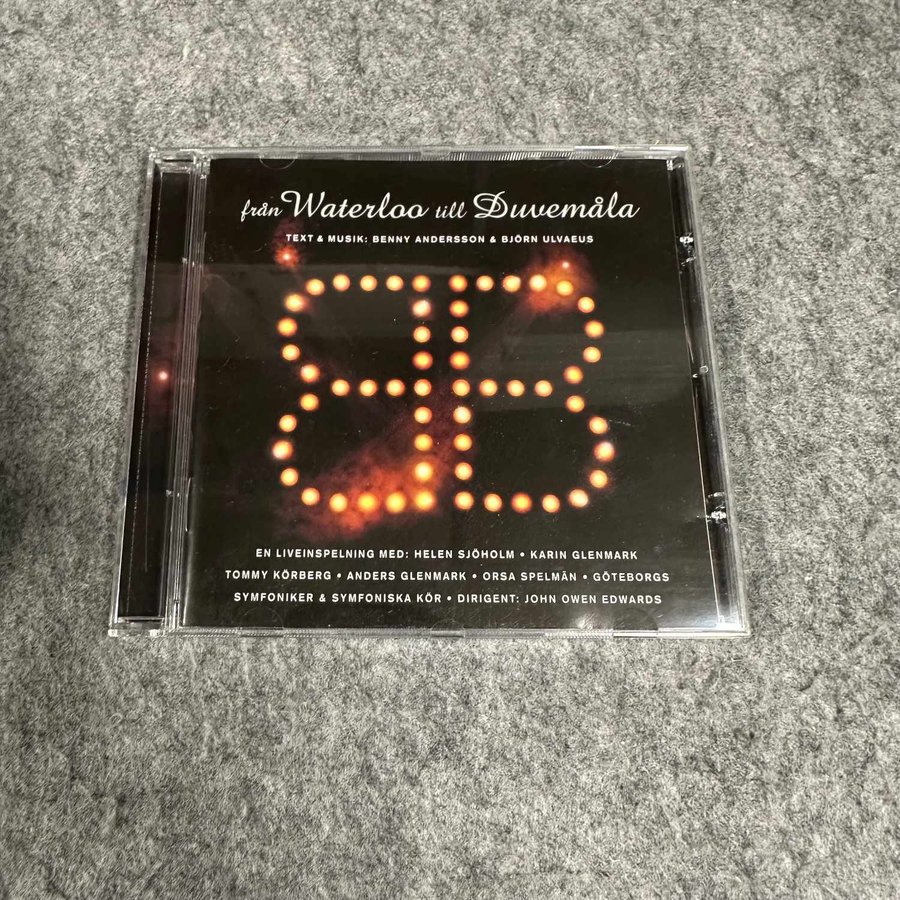 från Waterloo till Duvemåla
TEXT & MUSIK: BENNY ANDERSSON & BJÖRN ULVAEUS
BB
EN LIVEINSPELNING MED: HELEN SJÖHOLM • KARIN GLENMARK
TOMMY KÖRBERG • ANDERS GLENMARK • ORSA SPELMÄN • GÖTEBORGS
SYMFONIKER & SYMFONISKA KÖR • DIRIGENT: JOHN OWEN EDWARDS